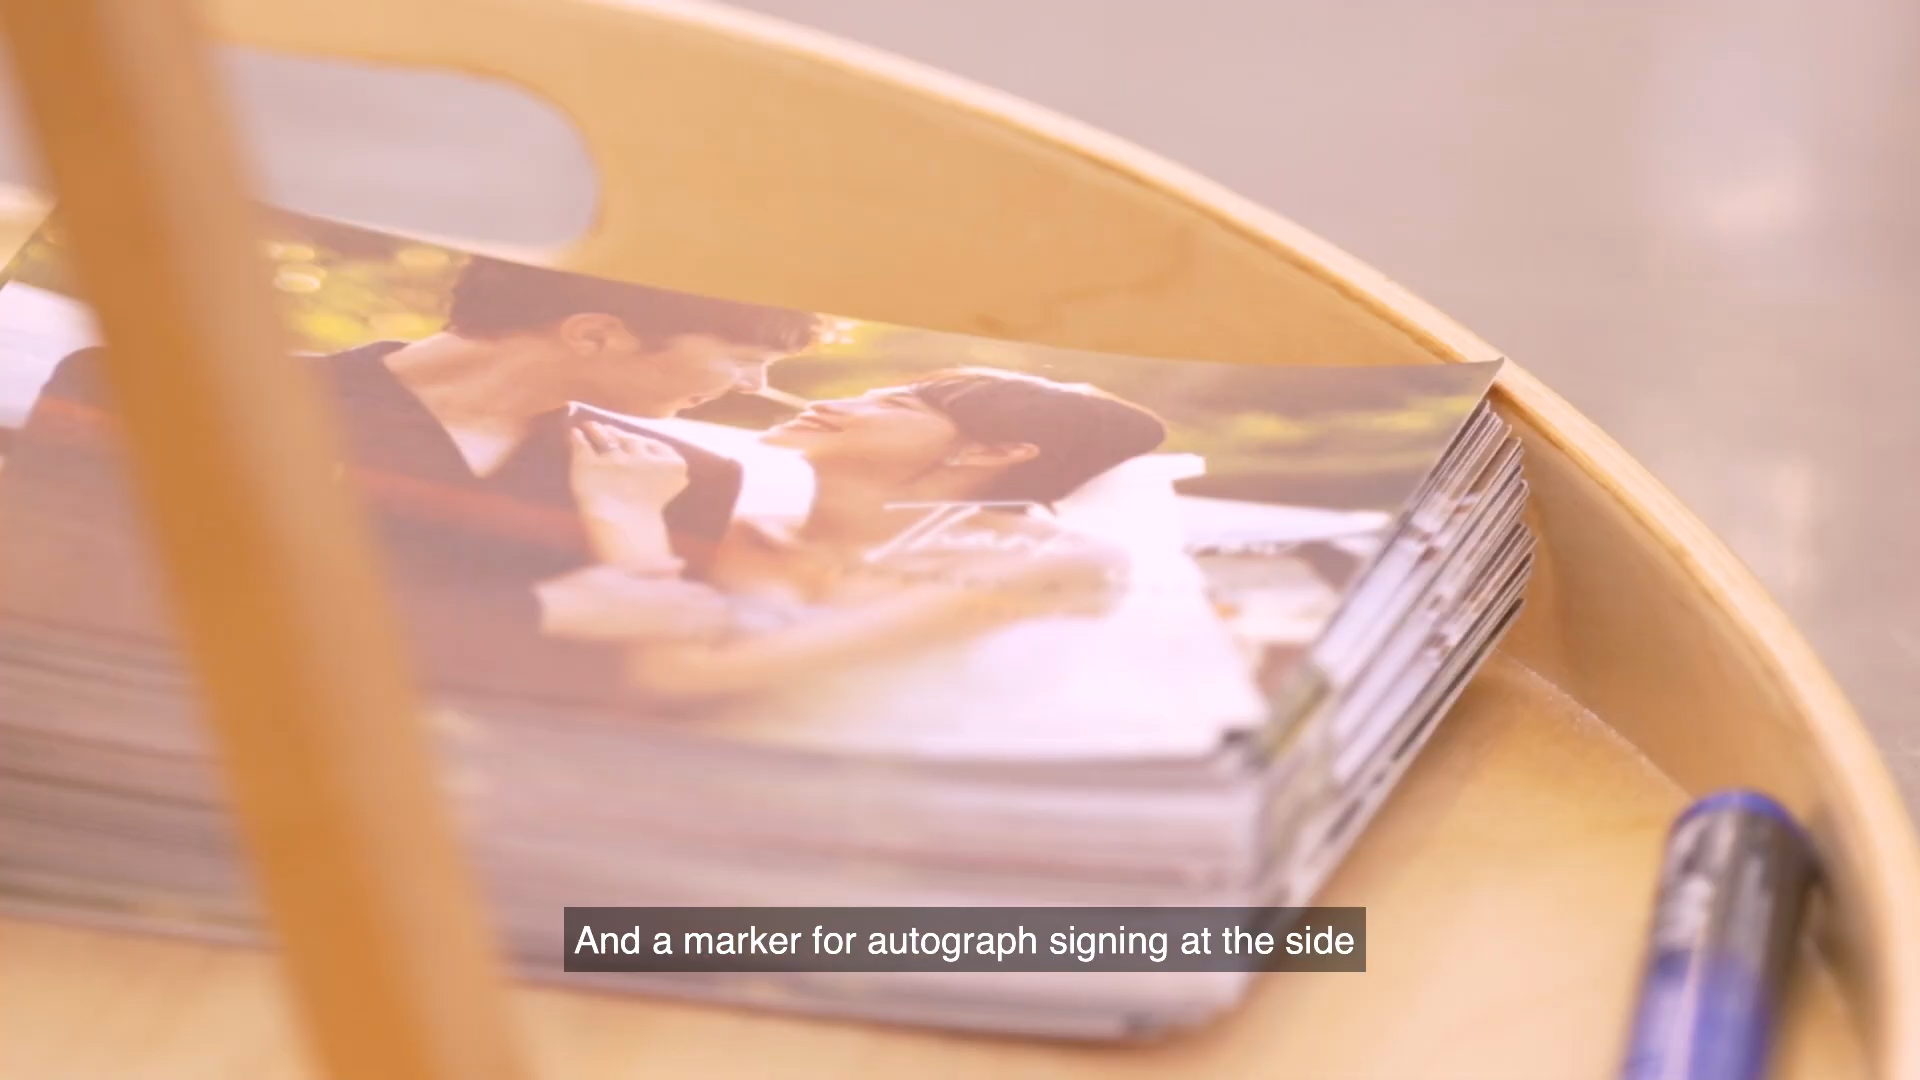 And a marker for autograph signing at the side